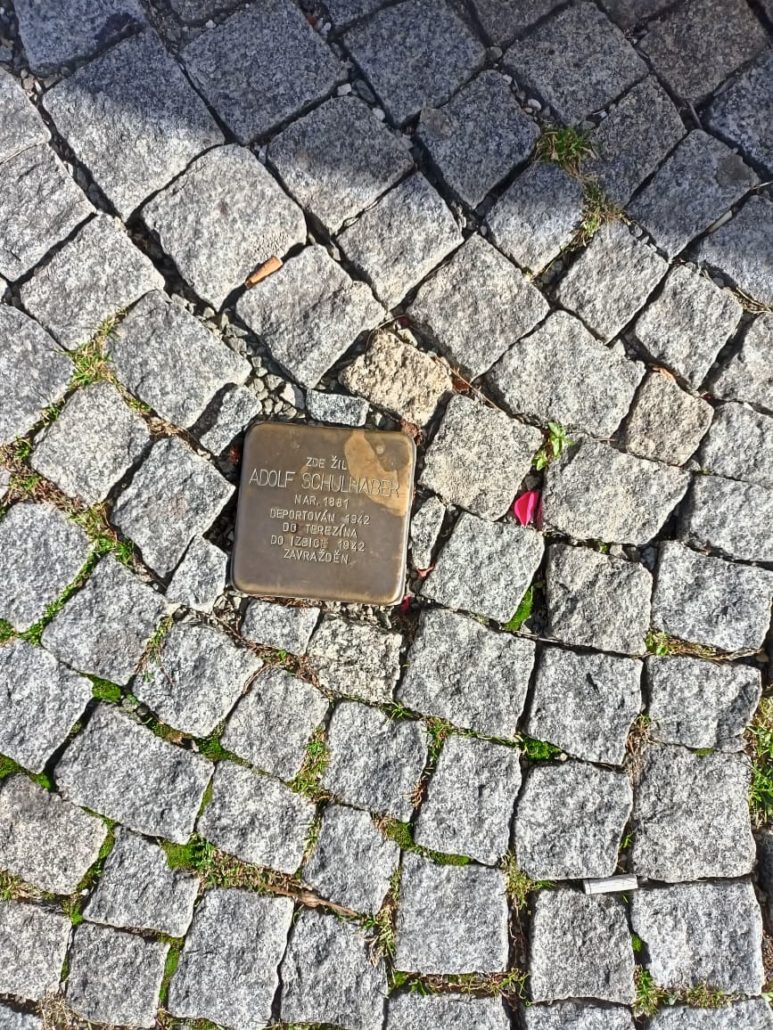 ZDE ŽIL
ADOLF SCHULHABER
NAR. 1881
DEPORTOVÁN 1942
DO TEREZÍNA
DO IZBICE 1942
ZAVRAŽDĚN